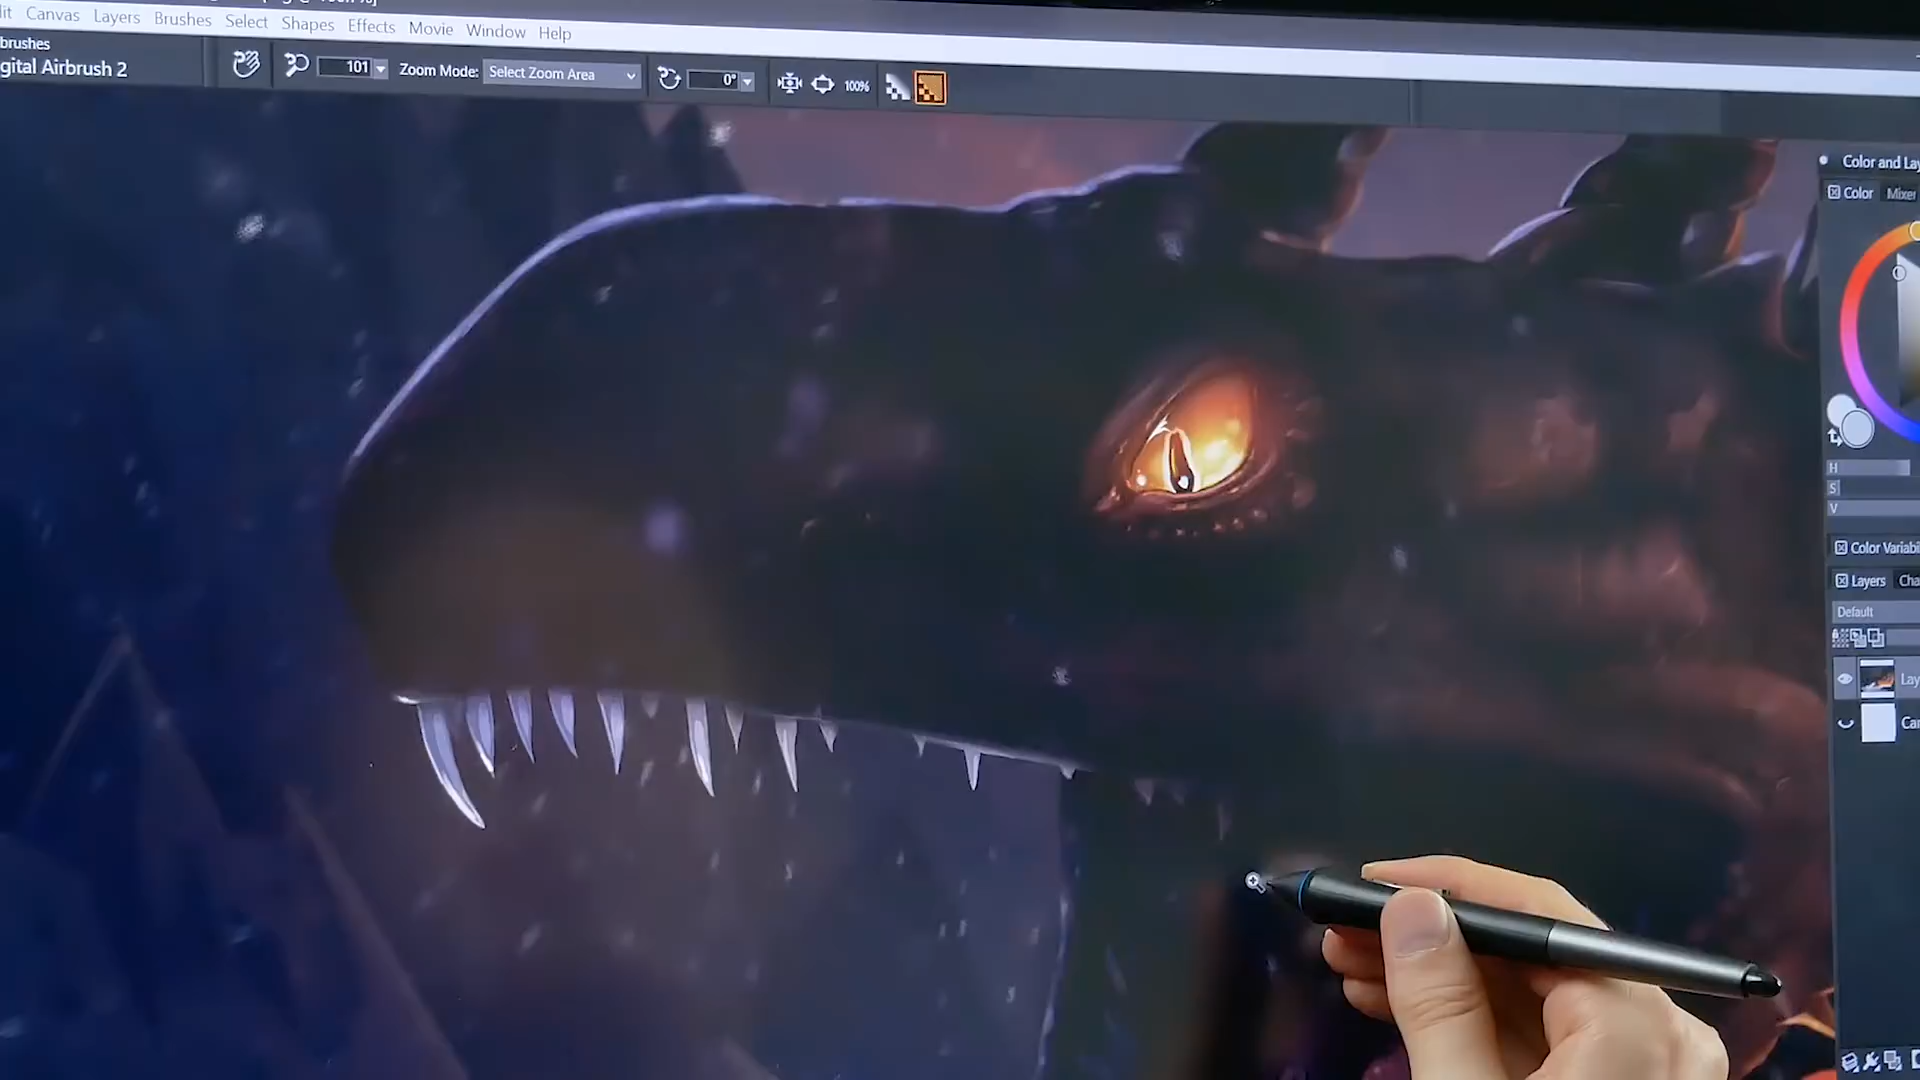 Canvas Layers Brushes Select Shapes Effects Movie Window Help
brushes
gital Airbrush 2
101 Zoom Mode: Select Zoom Area 0° 100%
Color and Lay
Color Mixer
H
S
V
Color Variabi
Layers Cha
Default
Lay
Can